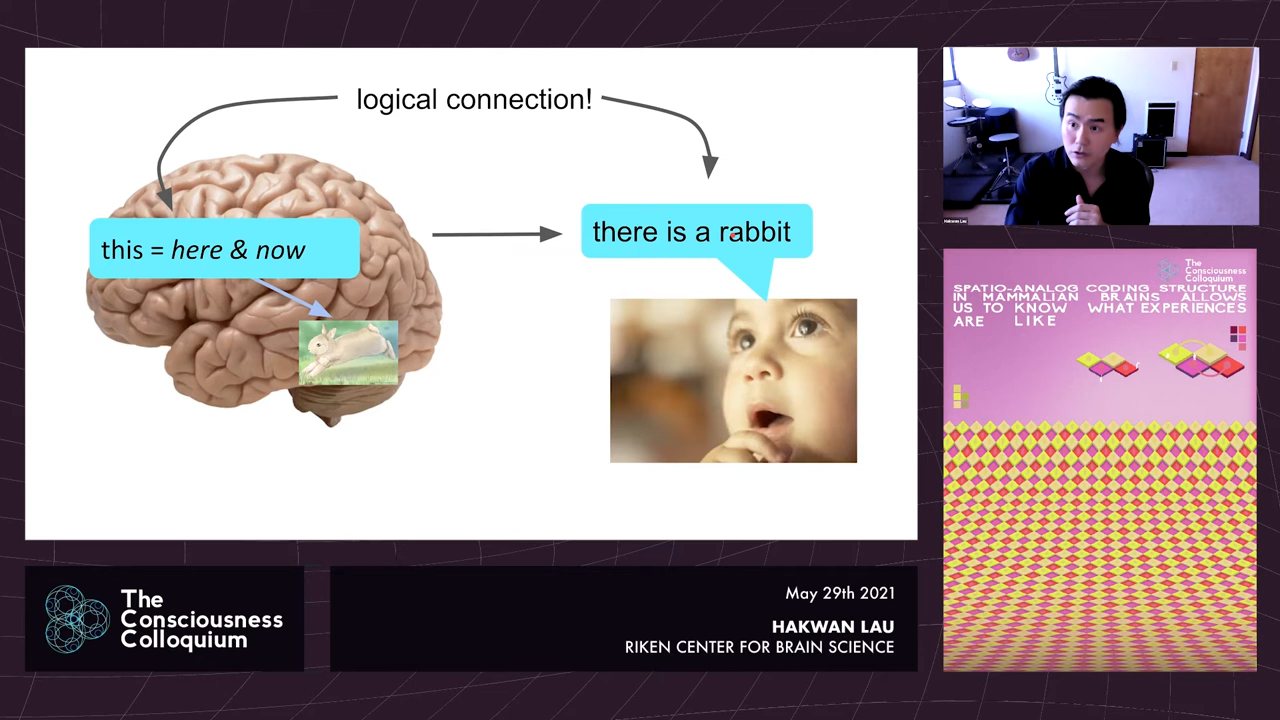 logical connection!
this = here & now
there is a rabbit
Hakwan Lau
The
Consciousness
Colloquium
SPATIO-ANALOG CODING STRUCTURE
IN MAMMALIAN BRAINS ALLOWS
US TO KNOW WHAT EXPERIENCES
ARE LIKE
The
Consciousness
Colloquium
May 29th 2021
HAKWAN LAU
RIKEN CENTER FOR BRAIN SCIENCE